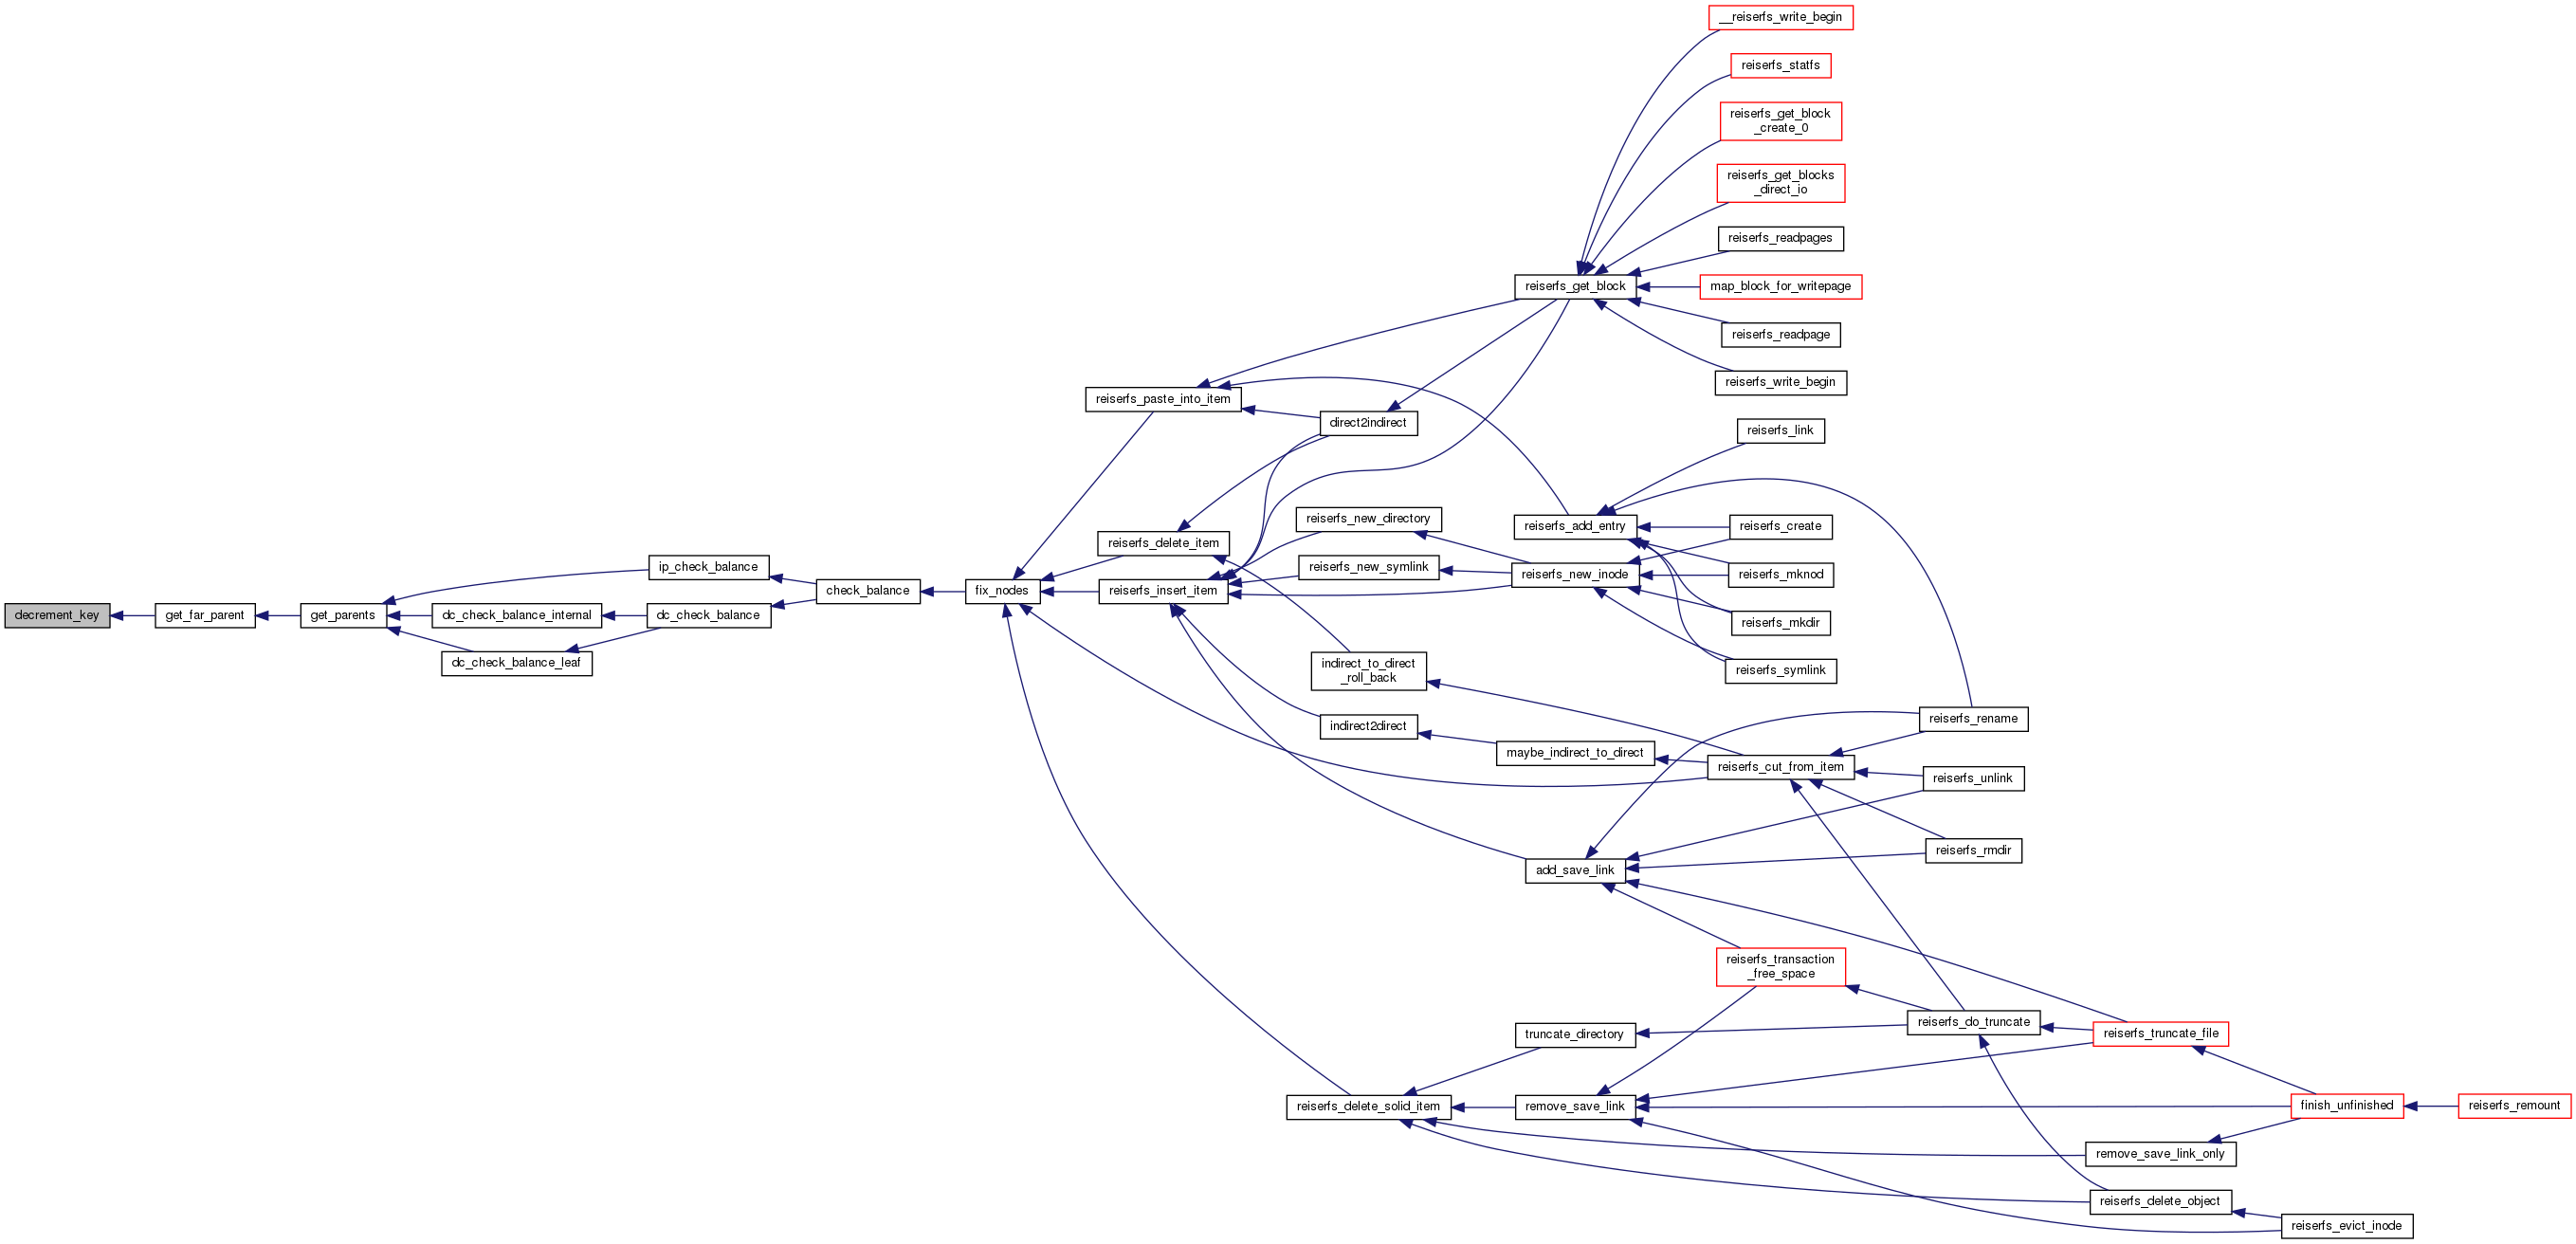 decrement_key
get_far_parent
get_parents
ip_check_balance
dc_check_balance_internal
dc_check_balance_leaf
dc_check_balance
check_balance
fix_nodes
reiserfs_paste_into_item
reiserfs_delete_item
reiserfs_insert_item
reiserfs_delete_solid_item
direct2indirect
reiserfs_new_directory
reiserfs_new_symlink
indirect_to_direct
_roll_back
indirect2direct
reiserfs_get_block
reiserfs_add_entry
reiserfs_new_inode
maybe_indirect_to_direct
add_save_link
truncate_directory
remove_save_link
__reiserfs_write_begin
reiserfs_statfs
reiserfs_get_block
_create_0
reiserfs_get_blocks
_direct_io
reiserfs_readpages
map_block_for_writepage
reiserfs_readpage
reiserfs_write_begin
reiserfs_link
reiserfs_create
reiserfs_mknod
reiserfs_mkdir
reiserfs_symlink
reiserfs_cut_from_item
reiserfs_transaction
_free_space
reiserfs_rename
reiserfs_unlink
reiserfs_rmdir
reiserfs_do_truncate
reiserfs_truncate_file
remove_save_link_only
reiserfs_delete_object
finish_unfinished
reiserfs_evict_inode
reiserfs_remount